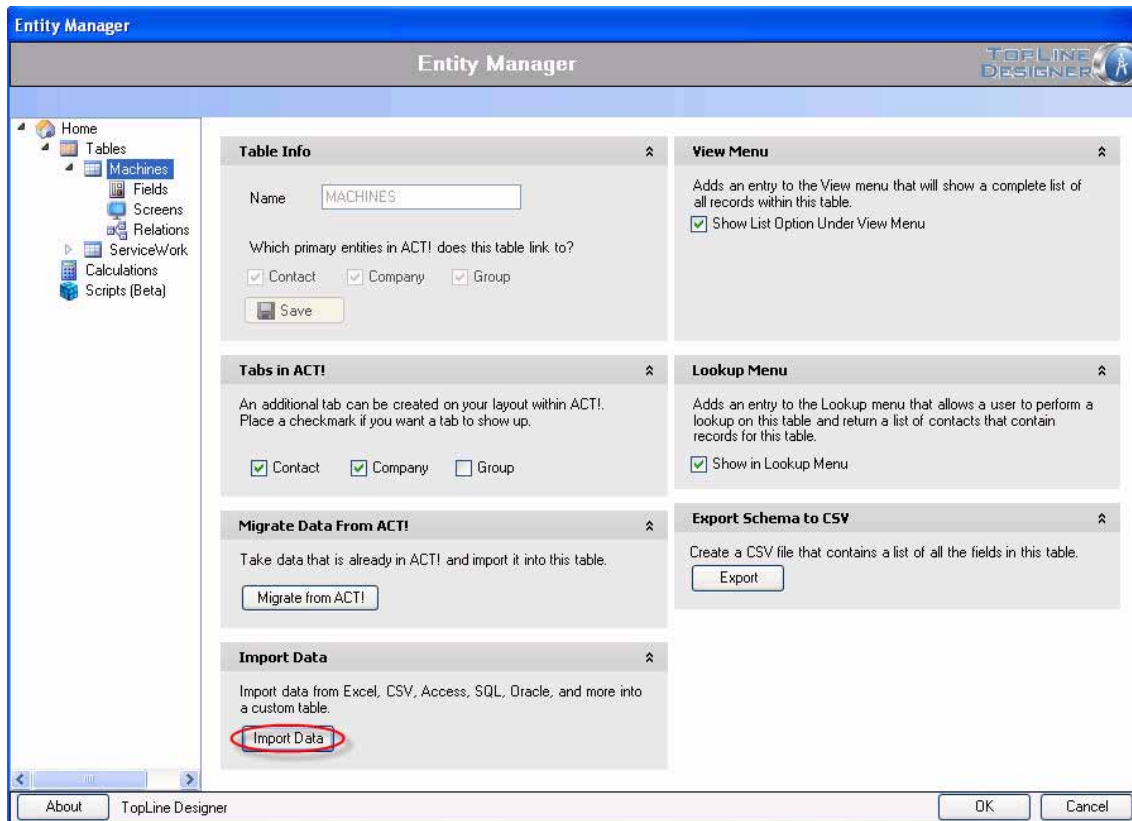 Entity Manager
Entity Manager
TOPLINE
DESIGNER
Home
Tables
Machines
Fields
Screens
Relations
ServiceWork
Calculations
Scripts (Beta)
Table Info
Name MACHINES
Which primary entities in ACT! does this table link to?
Contact Company Group
Save
Tabs in ACT!
An additional tab can be created on your layout within ACT!.
Place a checkmark if you want a tab to show up.
Contact Company Group
Migrate Data From ACT!
Take data that is already in ACT! and import it into this table.
Migrate from ACT!
Import Data
Import data from Excel, CSV, Access, SQL, Oracle, and more into
a custom table.
Import Data
View Menu
Adds an entry to the View menu that will show a complete list of
all records within this table.
Show List Option Under View Menu
Lookup Menu
Adds an entry to the Lookup menu that allows a user to perform a
lookup on this table and return a list of contacts that contain
records for this table.
Show in Lookup Menu
Export Schema to CSV
Create a CSV file that contains a list of all the fields in this table.
Export
About TopLine Designer OK Cancel